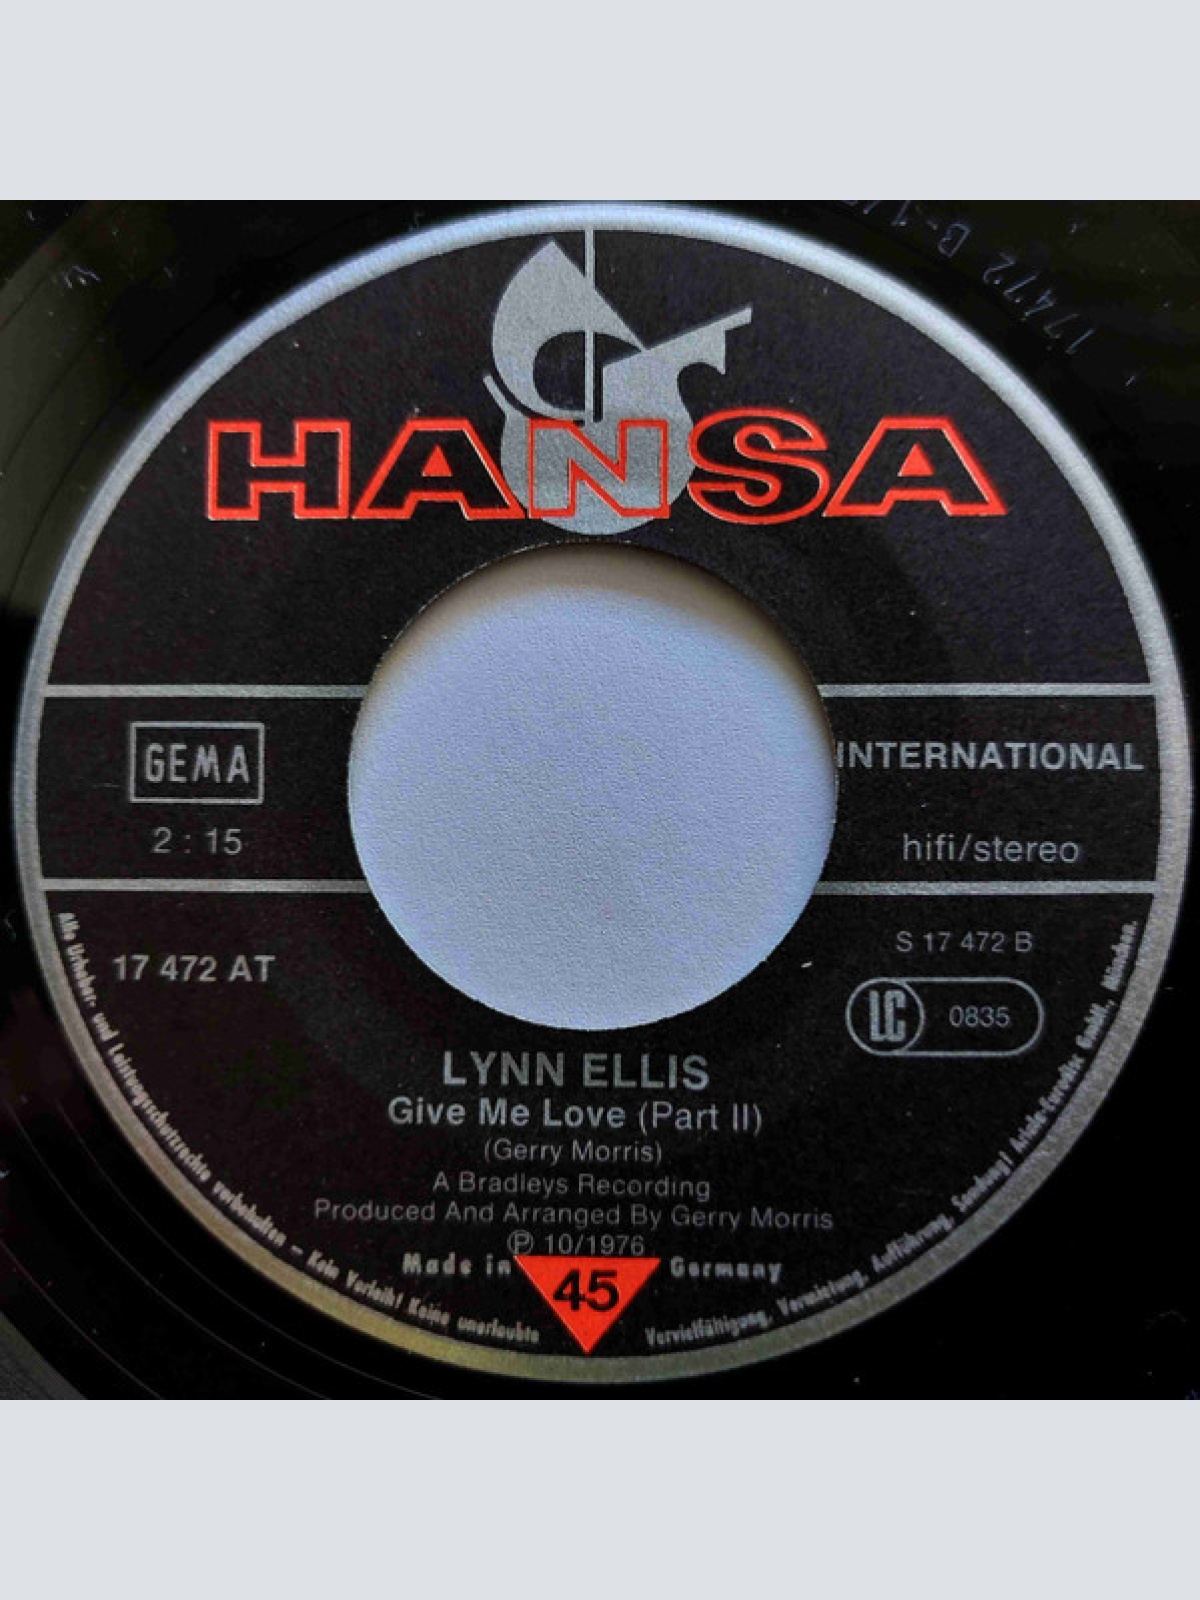 17472 B-1
HANSA
GEMA
INTERNATIONAL
2 : 15
hifi/stereo
S 17 472 B
17 472 AT
LC 0835
LYNN ELLIS
Give Me Love (Part II)
(Gerry Morris)
A Bradleys Recording
Produced And Arranged By Gerry Morris
Ⓟ 10/1976
Made in Germany
45
Alle Urheber- und Leistungsschutzrechte vorbehalten – Kein Verleih! Keine unerlaubte Vervielfältigung, Vermietung, Aufführung, Sendung! Ariola-Eurodisc GmbH, München.